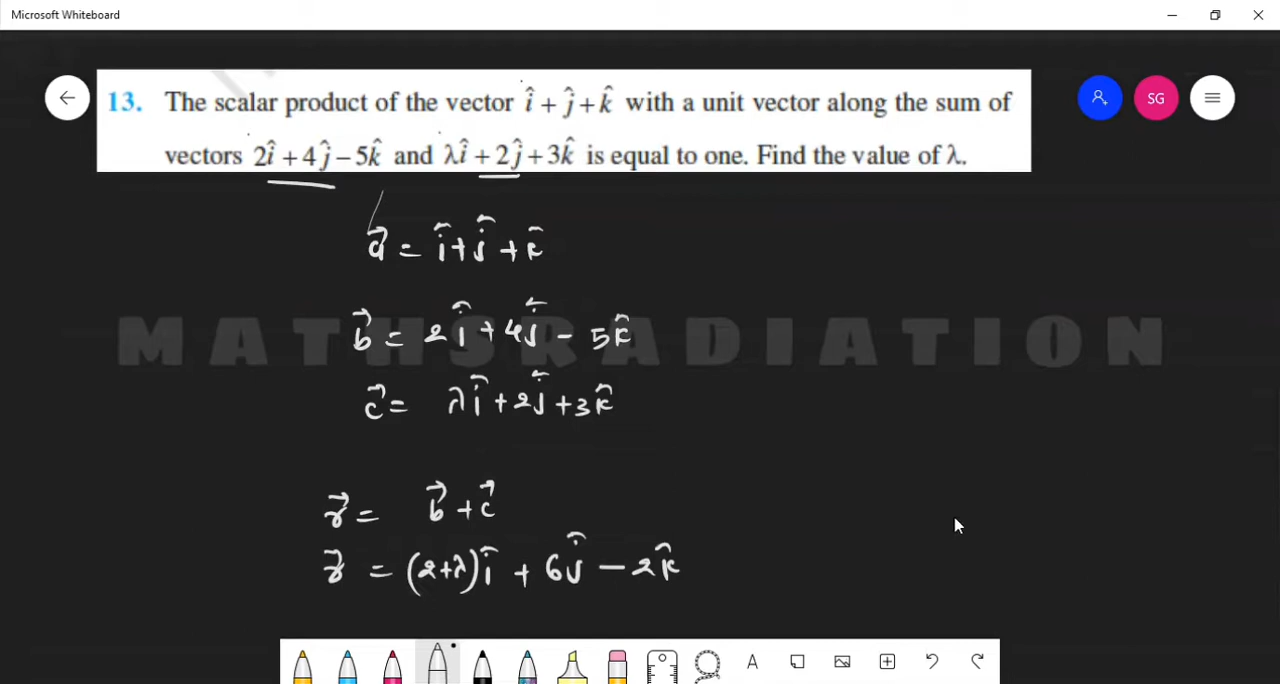 Microsoft Whiteboard
13. The scalar product of the vector î + ĵ + k̂ with a unit vector along the sum of
vectors 2î + 4ĵ − 5k̂ and λî + 2ĵ + 3k̂ is equal to one. Find the value of λ.
SG
a⃗ = î + ĵ + k̂
b⃗ = 2î + 4ĵ − 5k̂
MATHSRADIATION
c⃗ = λî + 2ĵ + 3k̂
r⃗ = b⃗ + c⃗
r⃗ = (2+λ)î + 6ĵ − 2k̂
A